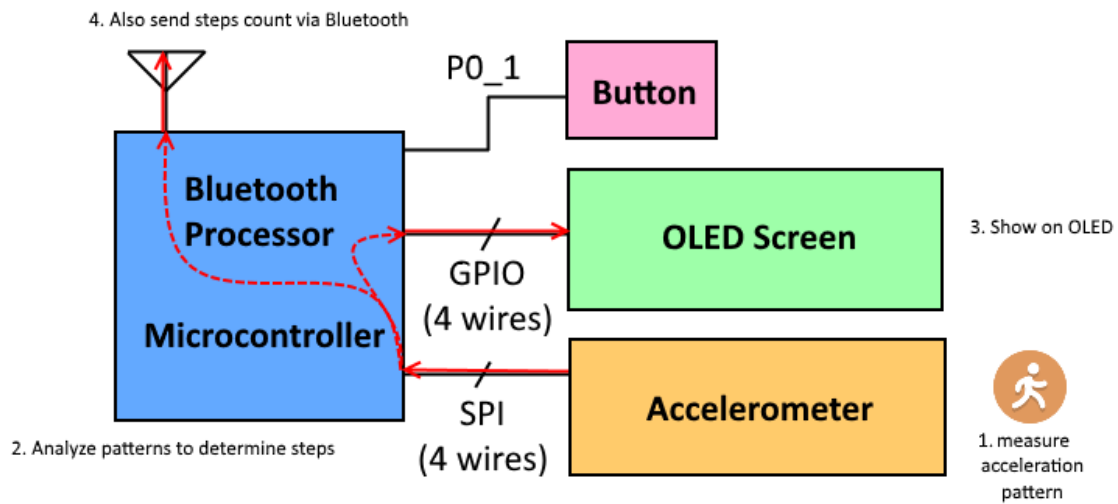 4. Also send steps count via Bluetooth
P0_1
Button
Bluetooth
Processor
Microcontroller
OLED Screen
3. Show on OLED
GPIO
(4 wires)
Accelerometer
SPI
(4 wires)
2. Analyze patterns to determine steps
1. measure
acceleration
pattern